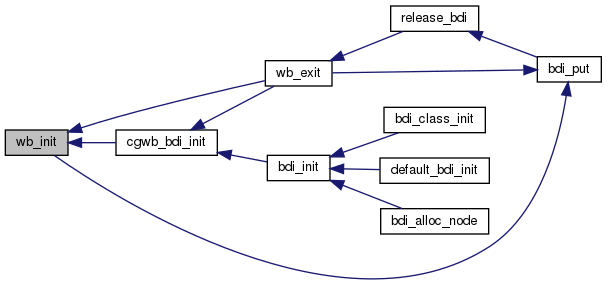 release_bdi
wb_exit
bdi_put
bdi_class_init
wb_init
cgwb_bdi_init
bdi_init
default_bdi_init
bdi_alloc_node